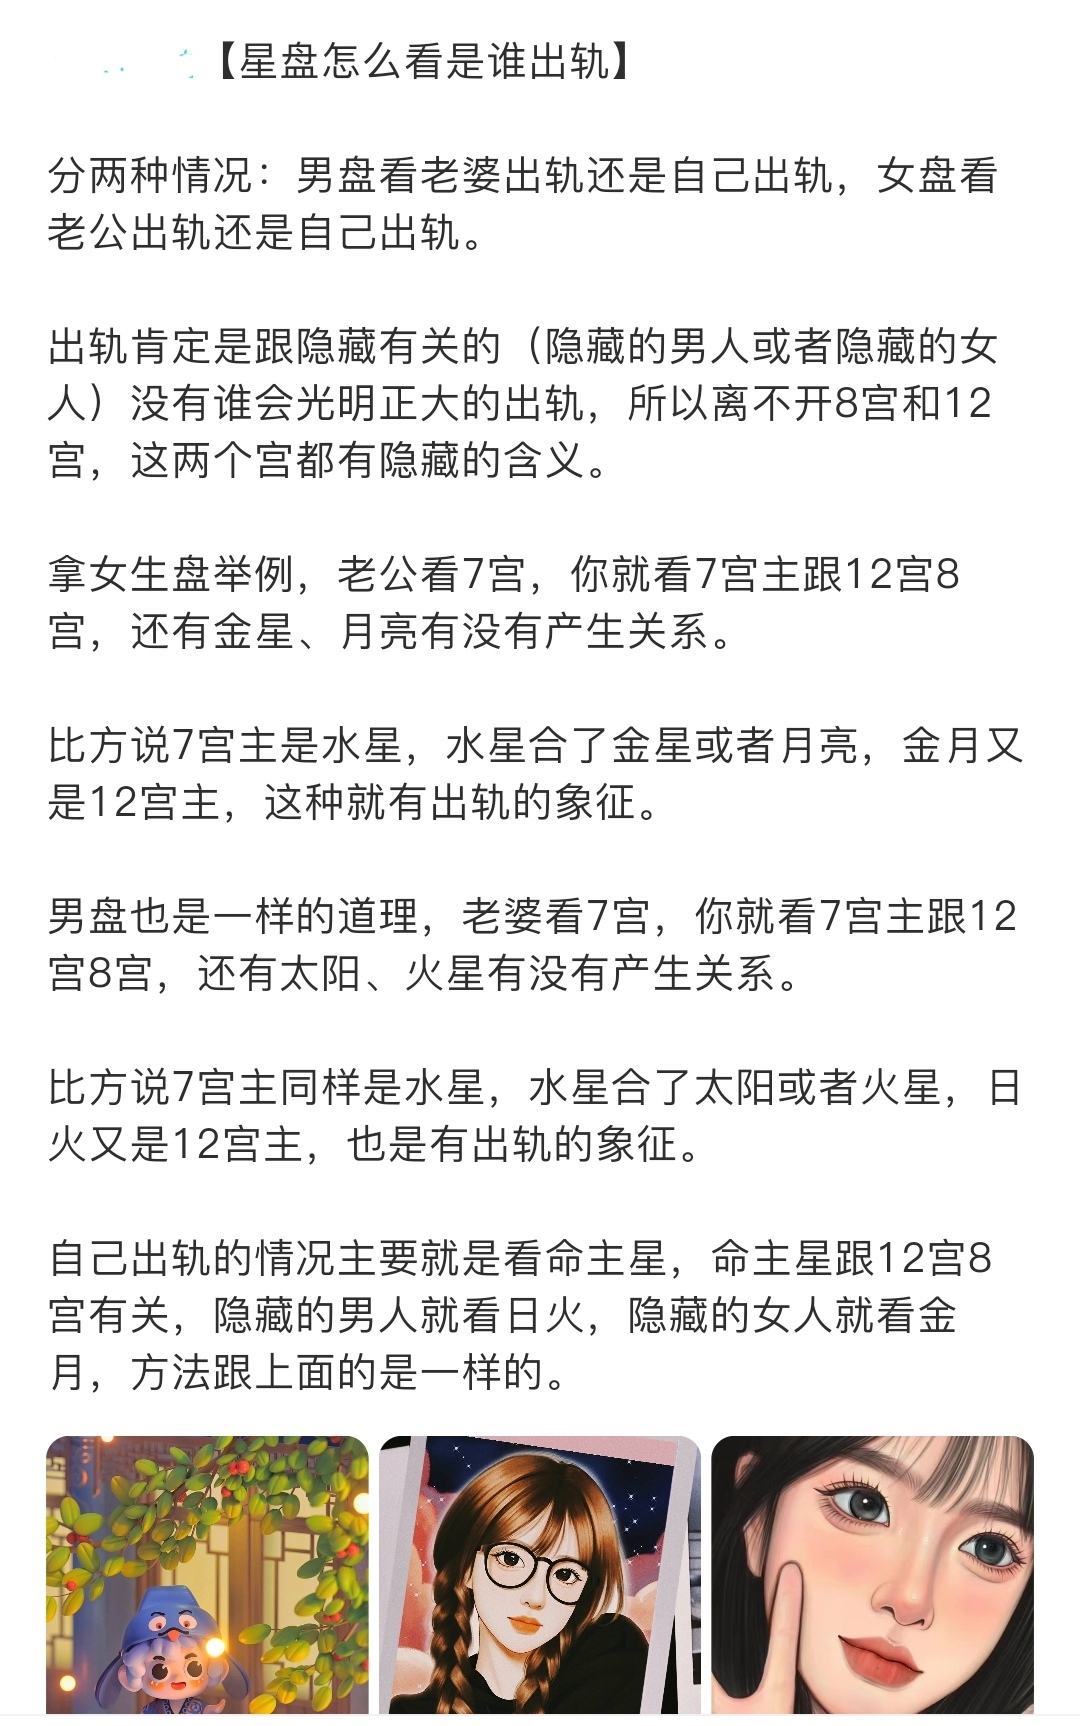 【星盘怎么看是谁出轨】
分两种情况：男盘看老婆出轨还是自己出轨，女盘看
老公出轨还是自己出轨。
出轨肯定是跟隐藏有关的（隐藏的男人或者隐藏的女
人）没有谁会光明正大的出轨，所以离不开8宫和12
宫，这两个宫都有隐藏的含义。
拿女生盘举例，老公看7宫，你就看7宫主跟12宫8
宫，还有金星、月亮有没有产生关系。
比方说7宫主是水星，水星合了金星或者月亮，金月又
是12宫主，这种就有出轨的象征。
男盘也是一样的道理，老婆看7宫，你就看7宫主跟12
宫8宫，还有太阳、火星有没有产生关系。
比方说7宫主同样是水星，水星合了太阳或者火星，日
火又是12宫主，也是有出轨的象征。
自己出轨的情况主要就是看命主星，命主星跟12宫8
宫有关，隐藏的男人就看日火，隐藏的女人就看金
月，方法跟上面的是一样的。